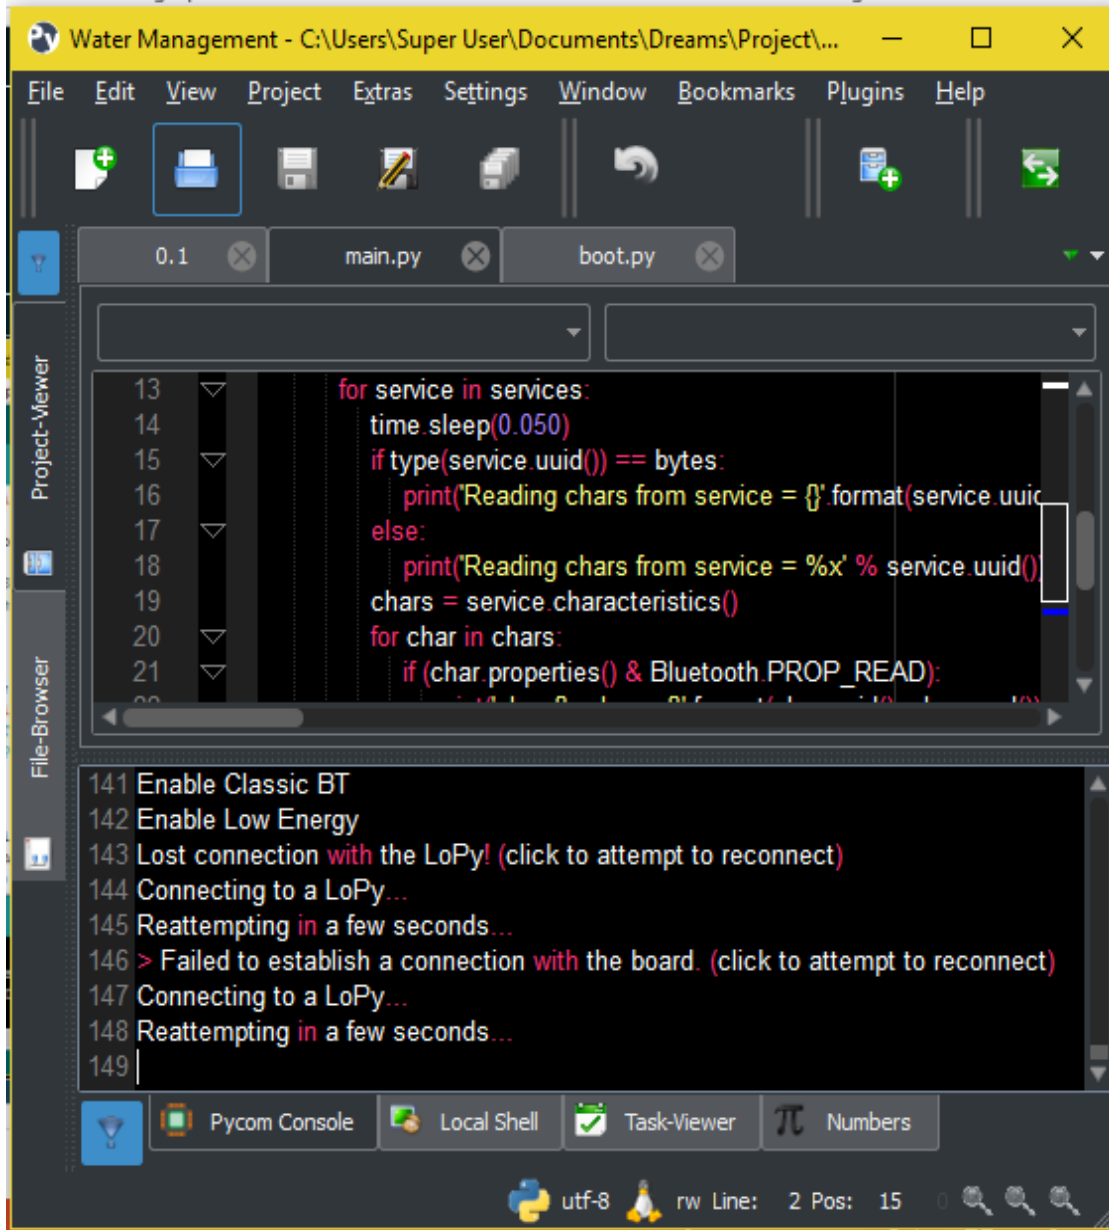 Water Management - C:\Users\Super User\Documents\Dreams\Project\...
File Edit View Project Extras Settings Window Bookmarks Plugins Help
0.1 main.py boot.py
Project-Viewer
File-Browser
13 for service in services:
14 time.sleep(0.050)
15 if type(service.uuid()) == bytes:
16 print('Reading chars from service = {}'.format(service.uuid
17 else:
18 print('Reading chars from service = %x' % service.uuid()
19 chars = service.characteristics()
20 for char in chars:
21 if (char.properties() & Bluetooth.PROP_READ):
141 Enable Classic BT
142 Enable Low Energy
143 Lost connection with the LoPy! (click to attempt to reconnect)
144 Connecting to a LoPy...
145 Reattempting in a few seconds...
146 > Failed to establish a connection with the board. (click to attempt to reconnect)
147 Connecting to a LoPy...
148 Reattempting in a few seconds...
149
Pycom Console Local Shell Task-Viewer Numbers
utf-8 rw Line: 2 Pos: 15 0